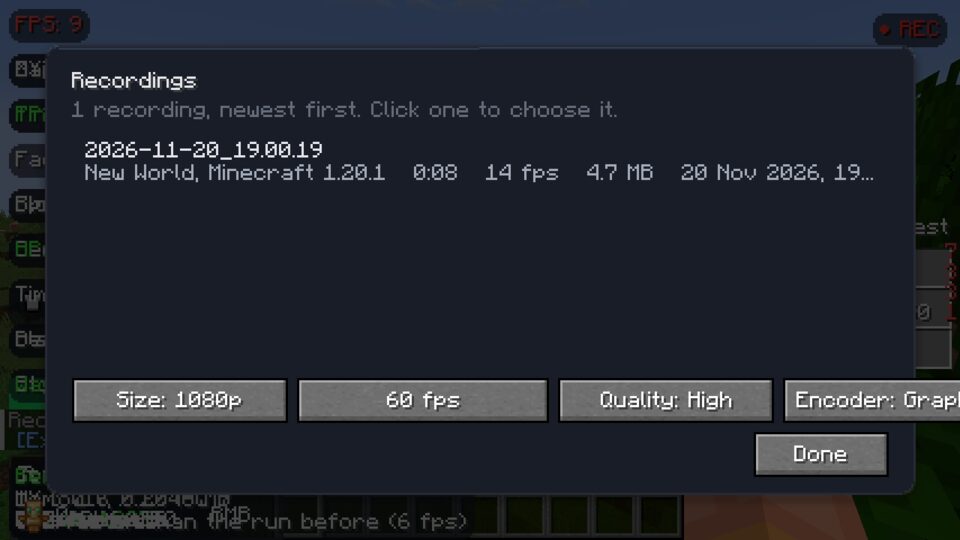 FPS: 9
● REC
Recordings
1 recording, newest first. Click one to choose it.
2026-11-20_19.00.19
New World, Minecraft 1.20.1 0:08 14 fps 4.7 MB 20 Nov 2026, 19...
Size: 1080p
60 fps
Quality: High
Encoder: Grap
Done
an the run before (6 fps)